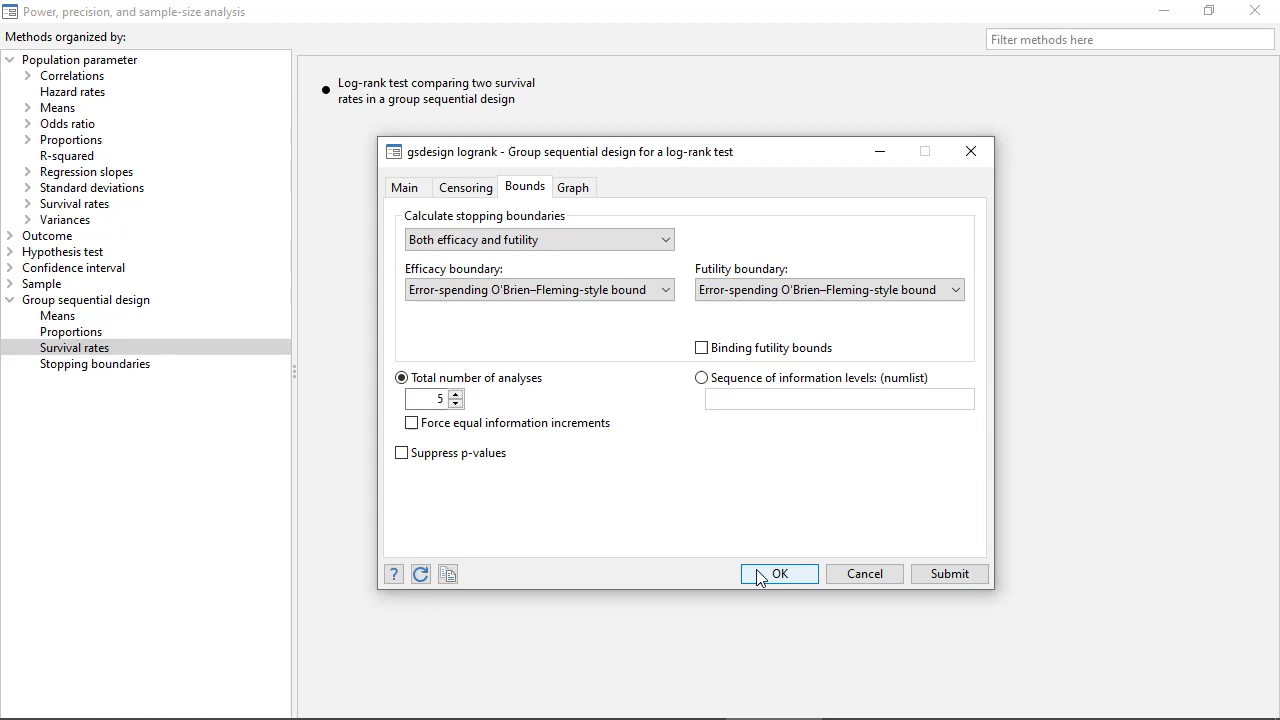 Power, precision, and sample-size analysis
Methods organized by:
Filter methods here
Population parameter
Correlations
Hazard rates
Means
Odds ratio
Proportions
R-squared
Regression slopes
Standard deviations
Survival rates
Variances
Outcome
Hypothesis test
Confidence interval
Sample
Group sequential design
Means
Proportions
Survival rates
Stopping boundaries
Log-rank test comparing two survival
rates in a group sequential design
gsdesign logrank - Group sequential design for a log-rank test
Main Censoring Bounds Graph
Calculate stopping boundaries
Both efficacy and futility
Efficacy boundary: Futility boundary:
Error-spending O'Brien–Fleming-style bound Error-spending O'Brien–Fleming-style bound
Binding futility bounds
Total number of analyses Sequence of information levels: (numlist)
5
Force equal information increments
Suppress p-values
? OK Cancel Submit